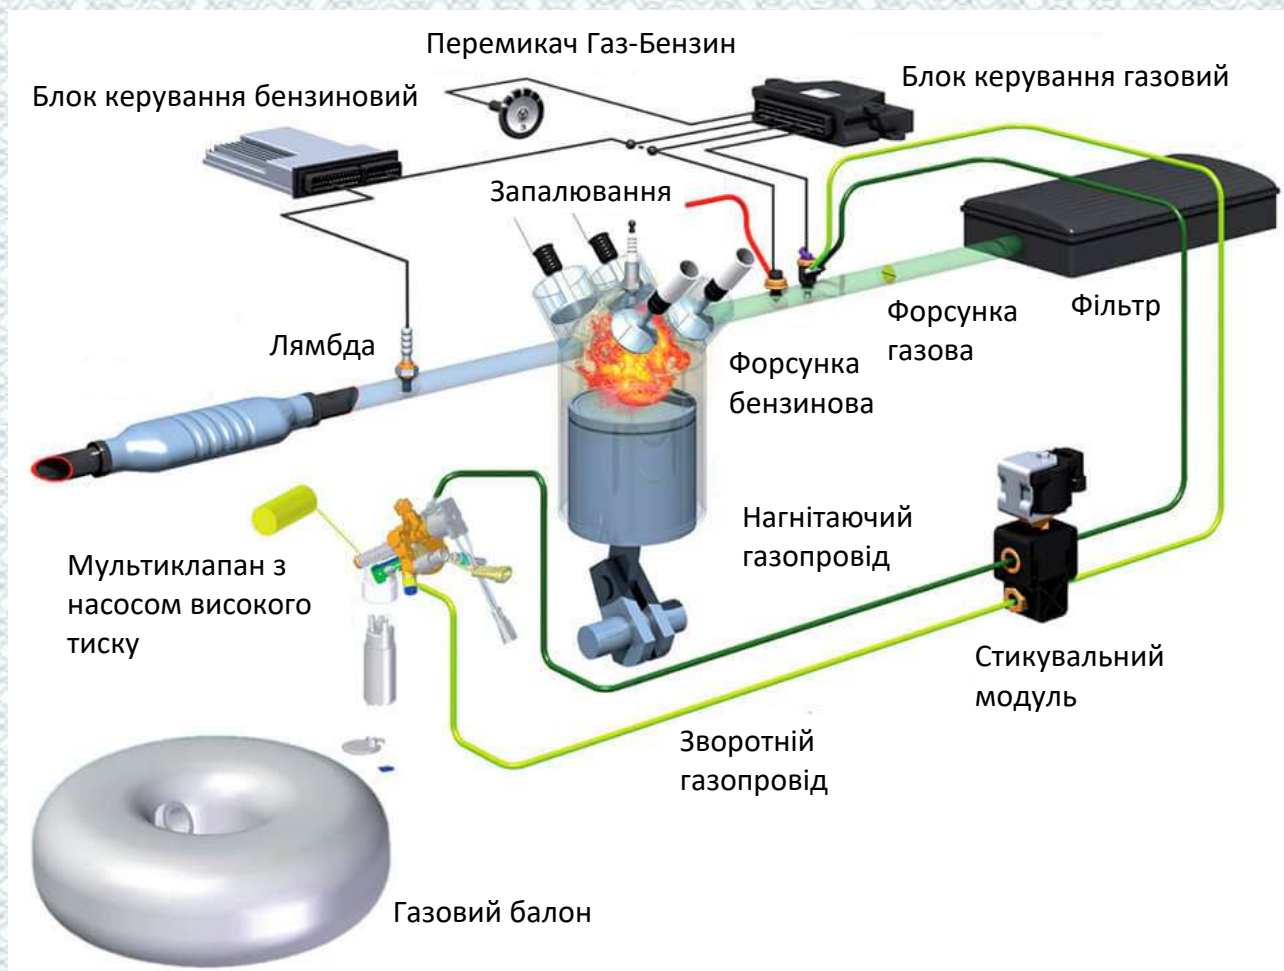 Перемикач Газ-Бензин
Блок керування газовий
Блок керування бензиновий
Запалювання
Лямбда
Форсунка
газова
Фільтр
Форсунка
бензинова
Нагнітаючий
газопровід
Мультиклапан з
насосом високого
тиску
Стикувальний
модуль
Зворотній
газопровід
Газовий балон